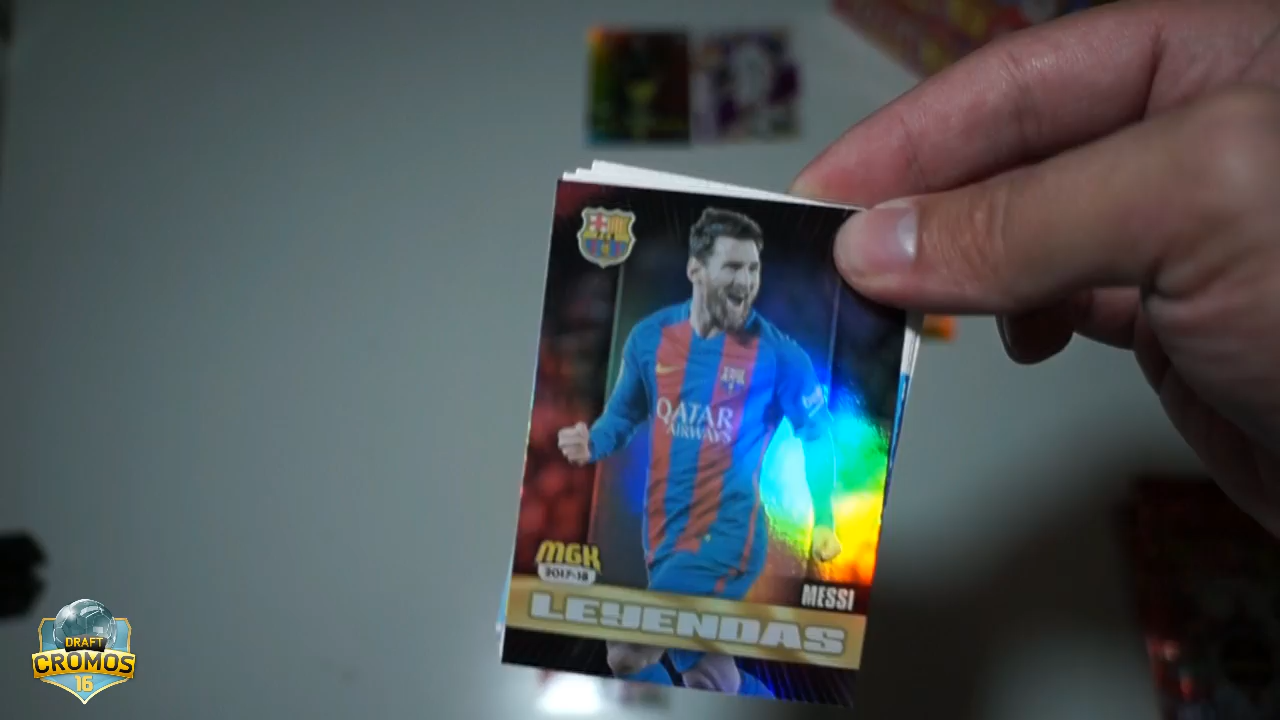 QATAR
AIRWAYS
MGK
2017-18
MESSI
LEYENDAS
DRAFT
CROMOS
16